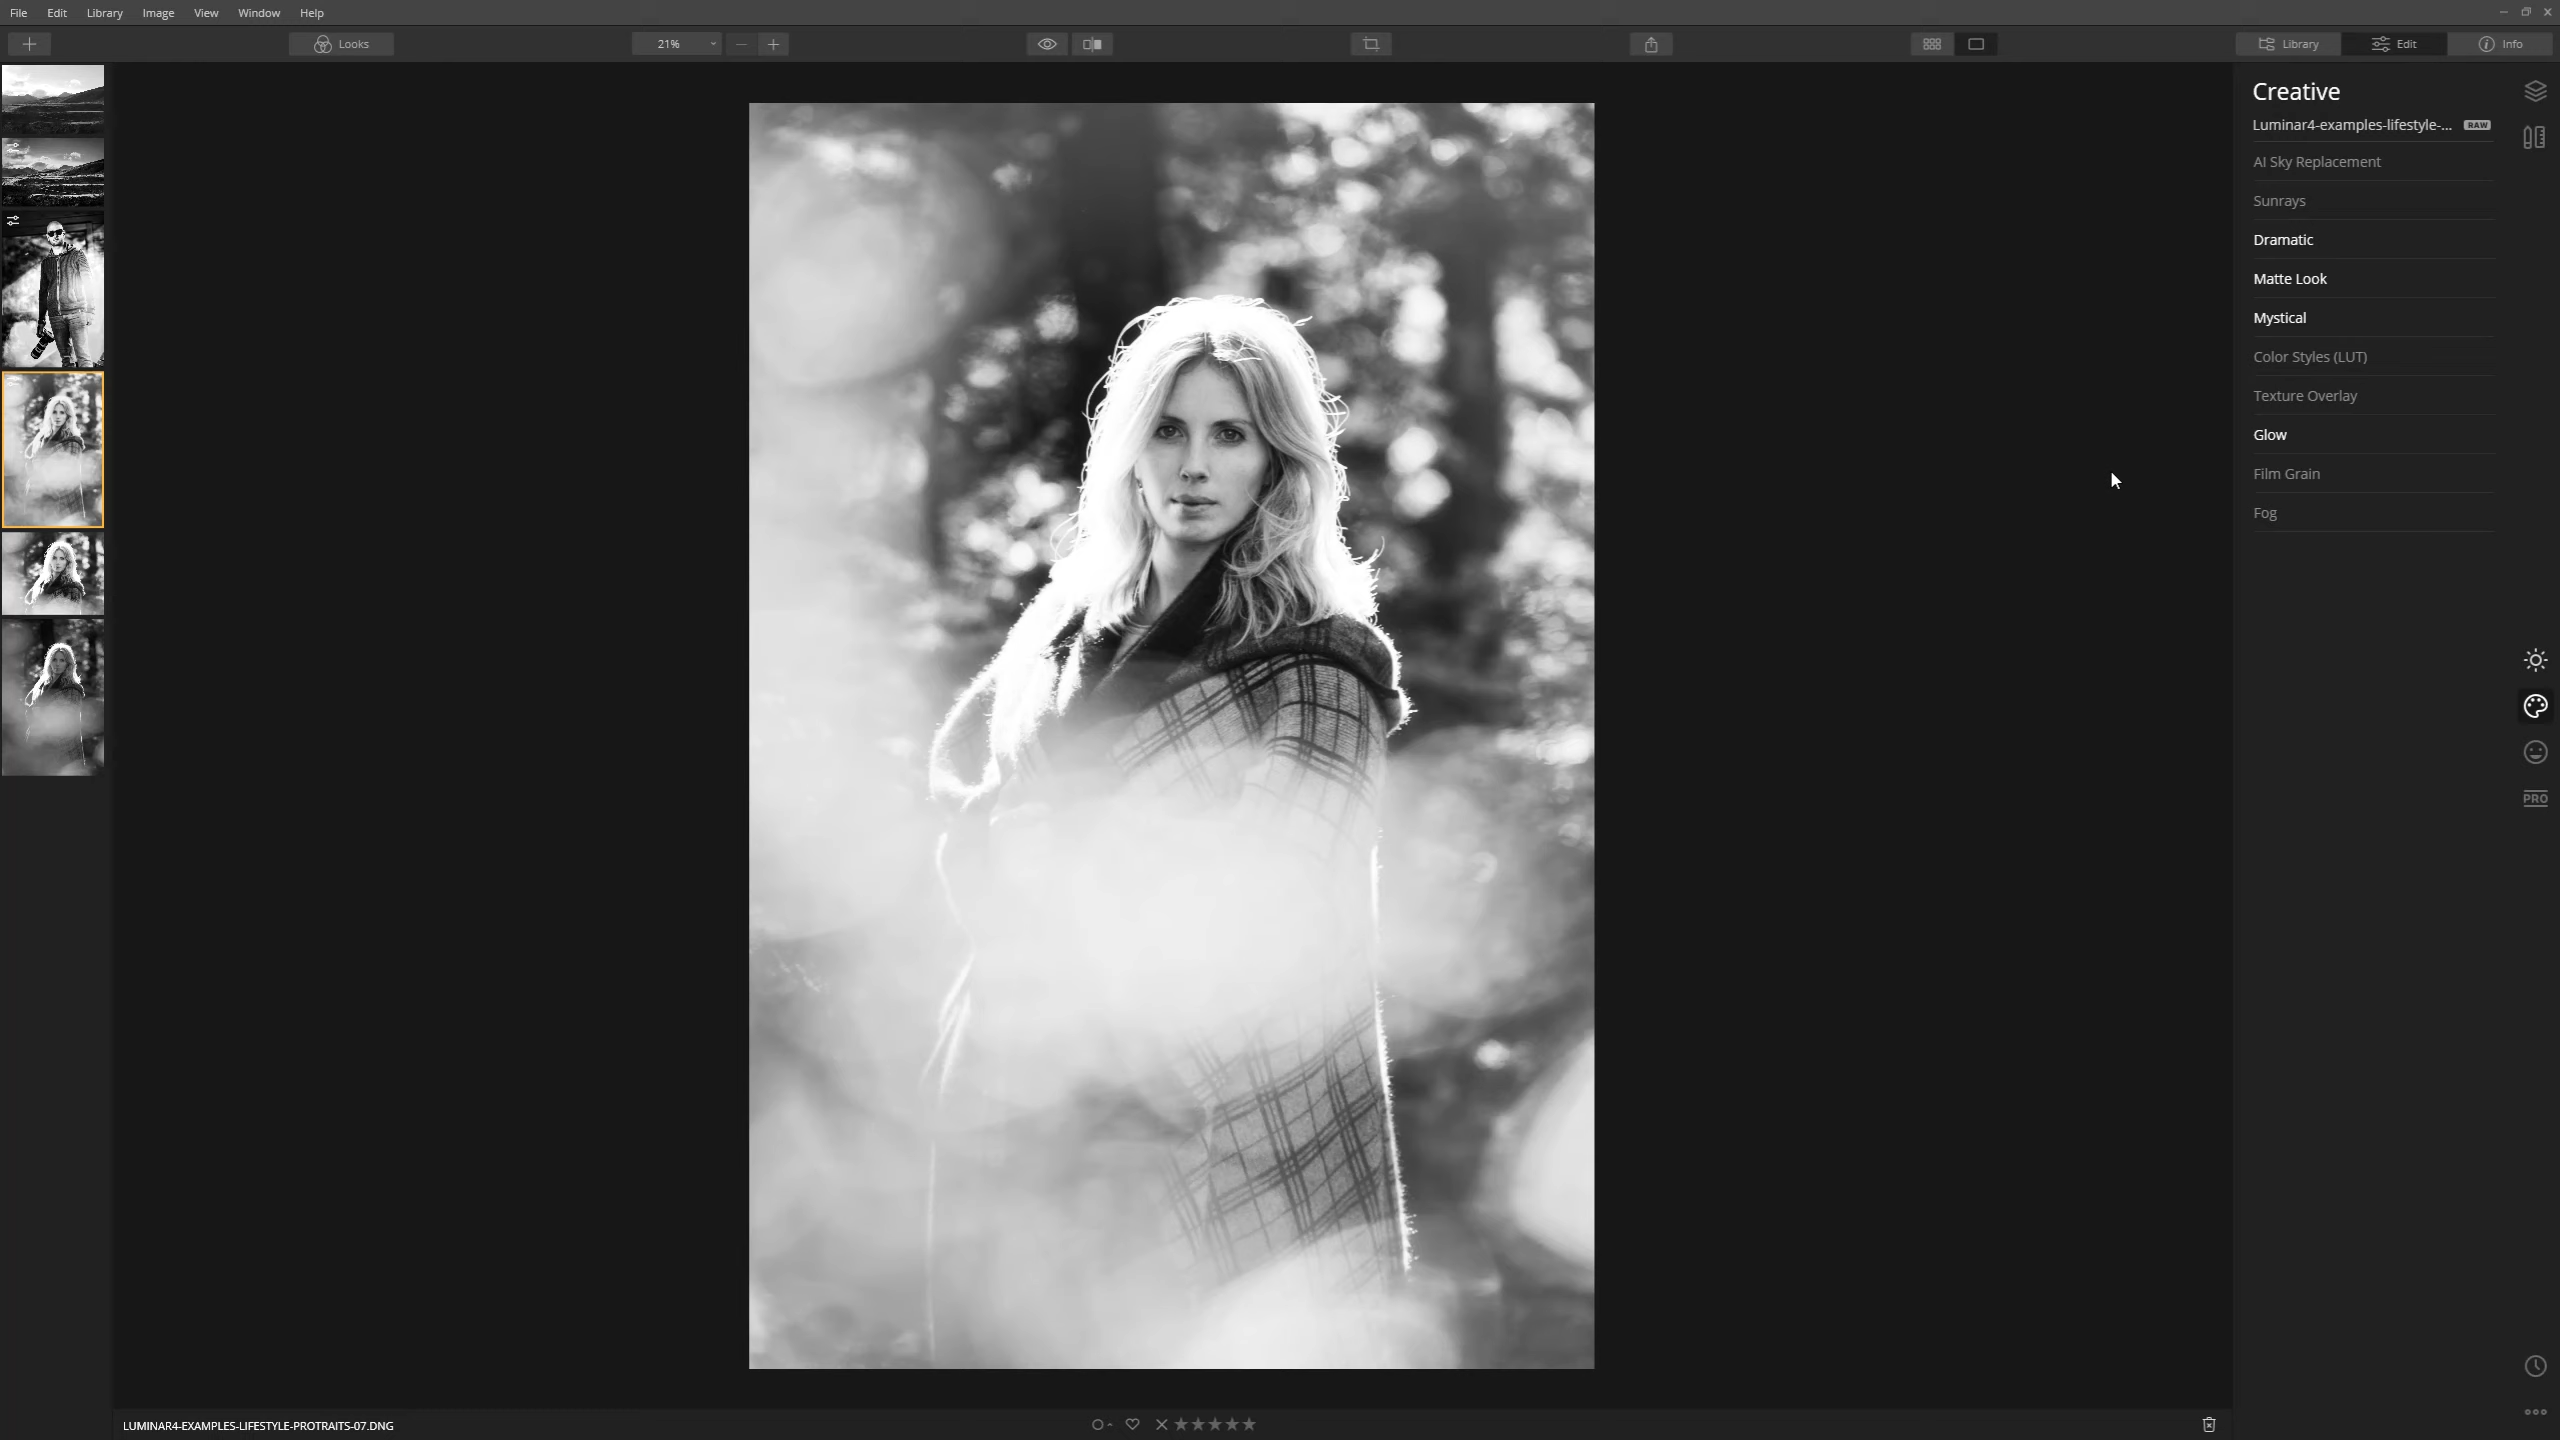 File Edit Library Image View Window Help
Looks 21% Library Edit Info
Creative
Luminar4-examples-lifestyle-... RAW
AI Sky Replacement
Sunrays
Dramatic
Matte Look
Mystical
Color Styles (LUT)
Texture Overlay
Glow
Film Grain
Fog
PRO
LUMINAR4-EXAMPLES-LIFESTYLE-PROTRAITS-07.DNG